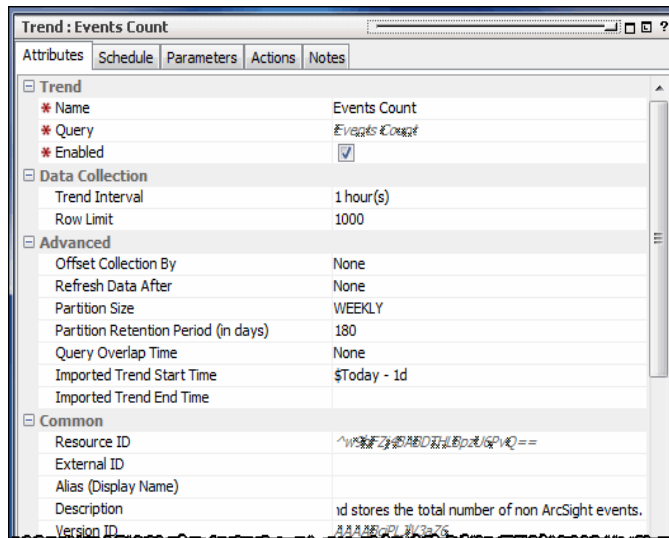 Trend : Events Count
?
Attributes Schedule Parameters Actions Notes
Trend
* Name Events Count
* Query Events Count
* Enabled
Data Collection
Trend Interval 1 hour(s)
Row Limit 1000
Advanced
Offset Collection By None
Refresh Data After None
Partition Size WEEKLY
Partition Retention Period (in days) 180
Query Overlap Time None
Imported Trend Start Time $Today - 1d
Imported Trend End Time
Common
Resource ID
External ID
Alias (Display Name)
Description nd stores the total number of non ArcSight events.
Version ID